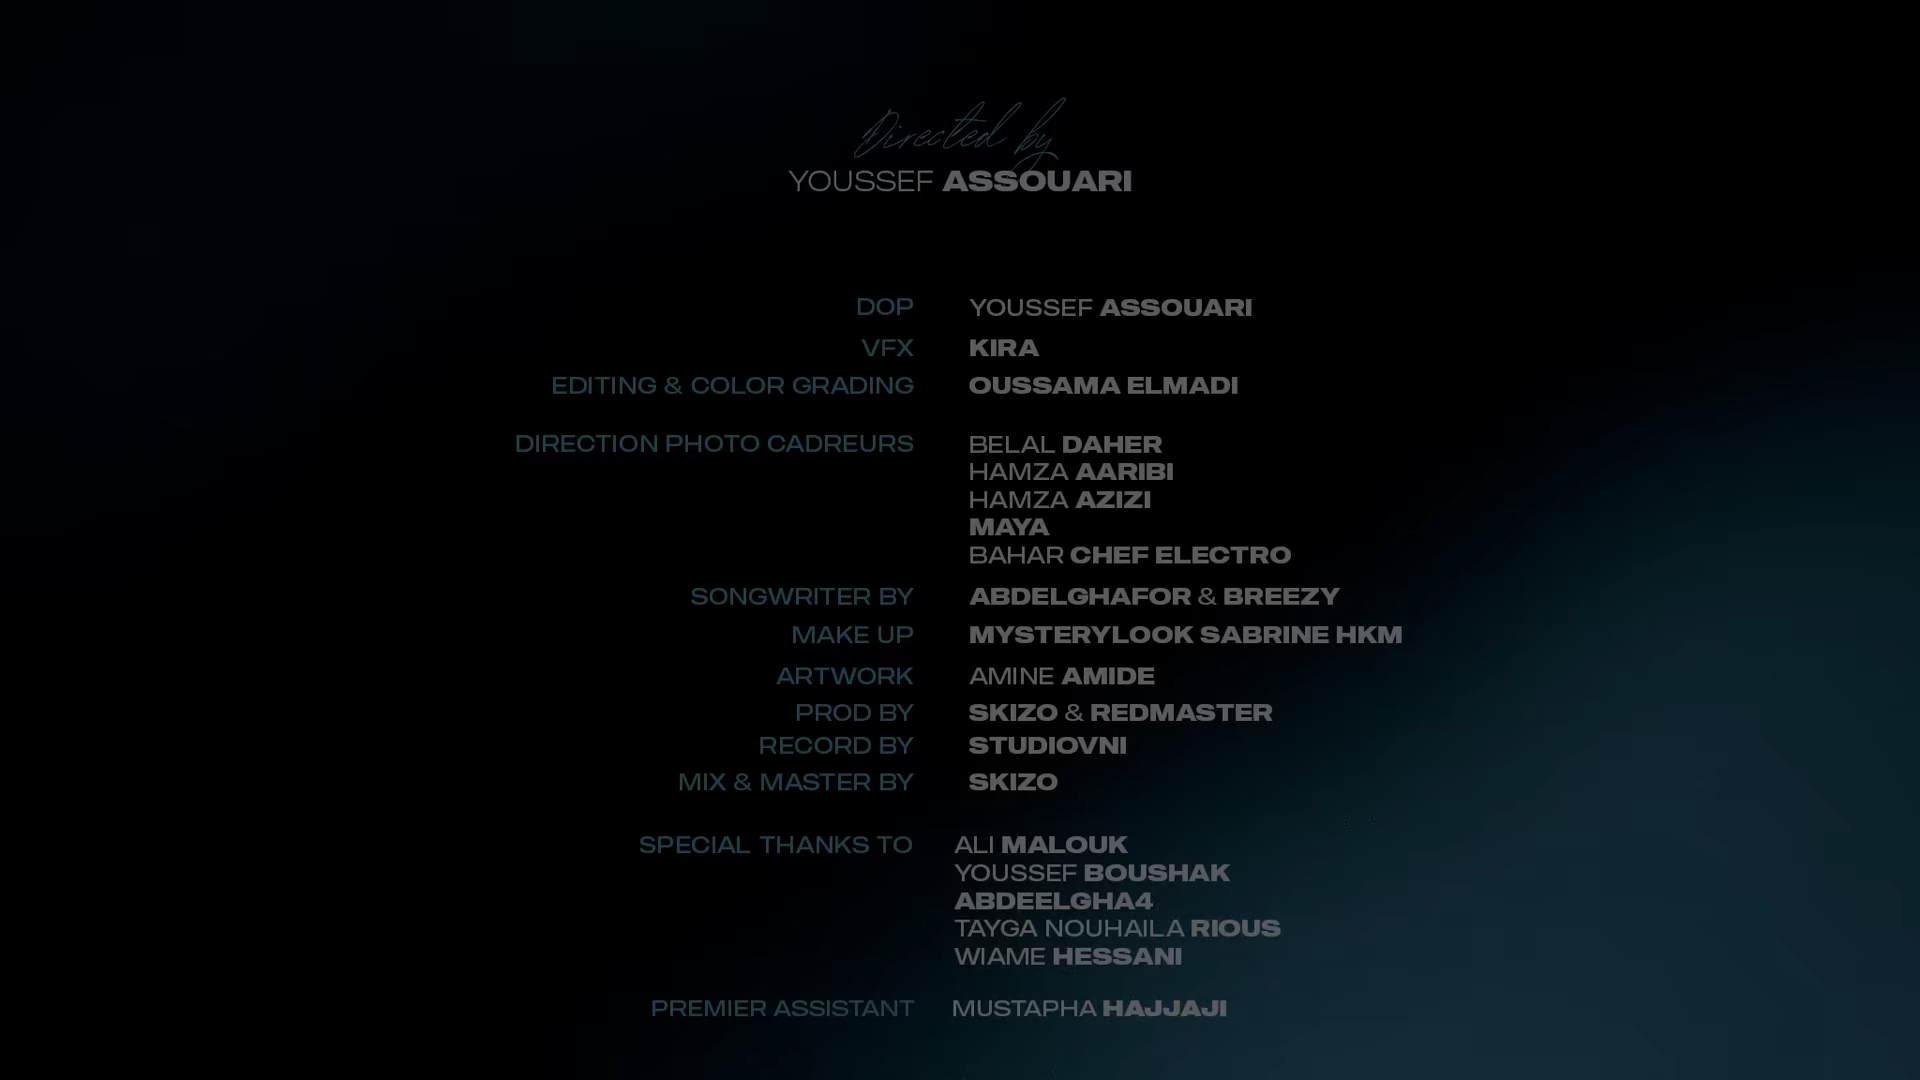 Directed by
YOUSSEF ASSOUARI
DOP YOUSSEF ASSOUARI
VFX KIRA
EDITING & COLOR GRADING OUSSAMA ELMADI
DIRECTION PHOTO CADREURS BELAL DAHER
HAMZA AARIBI
HAMZA AZIZI
MAYA
BAHAR CHEF ELECTRO
SONGWRITER BY ABDELGHAFOR & BREEZY
MAKE UP MYSTERYLOOK SABRINE HKM
ARTWORK AMINE AMIDE
PROD BY SKIZO & REDMASTER
RECORD BY STUDIOVNI
MIX & MASTER BY SKIZO
SPECIAL THANKS TO ALI MALOUK
YOUSSEF BOUSHAK
ABDEELGHA4
TAYGA NOUHAILA RIOUS
WIAME HESSANI
PREMIER ASSISTANT MUSTAPHA HAJJAJI